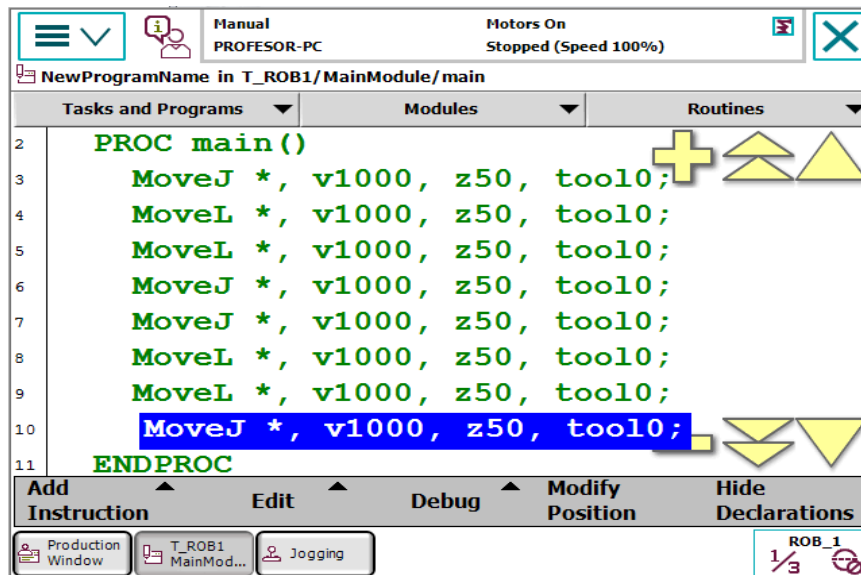 Manual
PROFESOR-PC
Motors On
Stopped (Speed 100%)
NewProgramName in T_ROB1/MainModule/main
Tasks and Programs
Modules
Routines
2 PROC main()
3 MoveJ *, v1000, z50, tool0;
4 MoveL *, v1000, z50, tool0;
5 MoveL *, v1000, z50, tool0;
6 MoveL *, v1000, z50, tool0;
7 MoveJ *, v1000, z50, tool0;
8 MoveL *, v1000, z50, tool0;
9 MoveL *, v1000, z50, tool0;
10 MoveJ *, v1000, z50, tool0;
11 ENDPROC
Add
Instruction
Edit
Debug
Modify
Position
Hide
Declarations
Production
Window
T_ROB1
MainMod...
Jogging
ROB_1
1/3